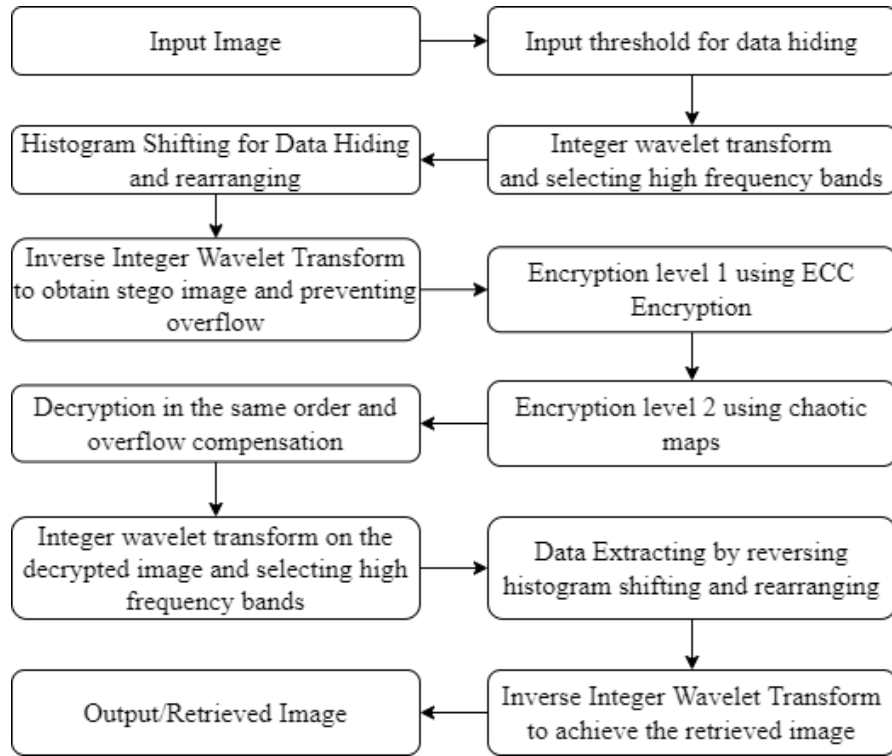 Input Image
Input threshold for data hiding
Histogram Shifting for Data Hiding
and rearranging
Integer wavelet transform
and selecting high frequency bands
Inverse Integer Wavelet Transform
to obtain stego image and preventing
overflow
Encryption level 1 using ECC
Encryption
Decryption in the same order and
overflow compensation
Encryption level 2 using chaotic
maps
Integer wavelet transform on the
decrypted image and selecting high
frequency bands
Data Extracting by reversing
histogram shifting and rearranging
Output/Retrieved Image
Inverse Integer Wavelet Transform
to achieve the retrieved image